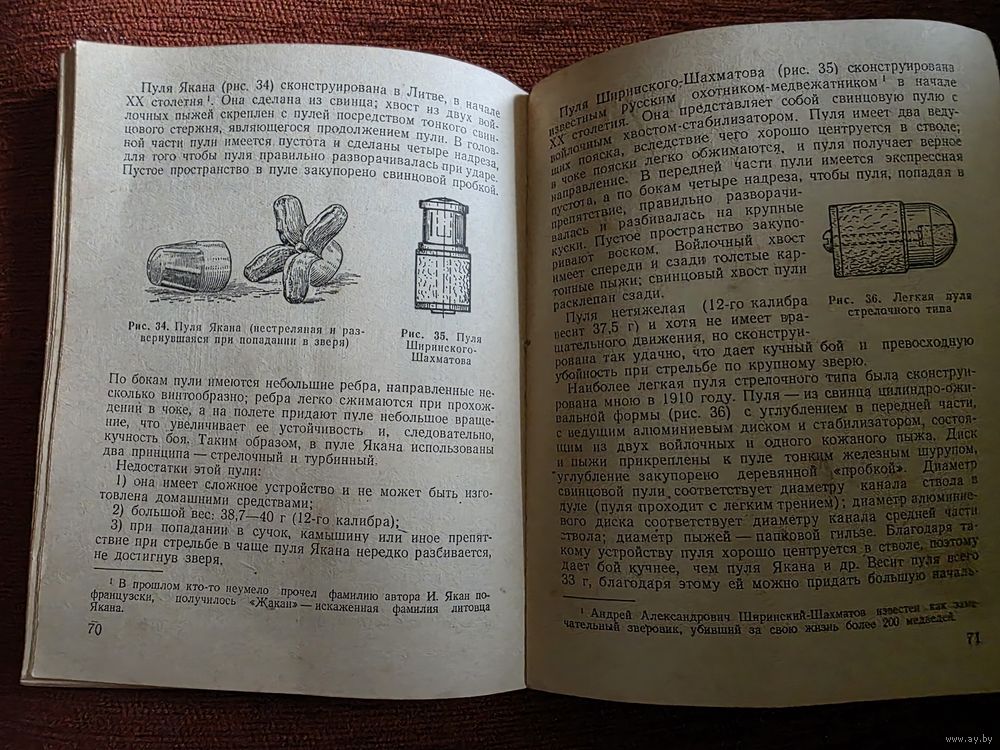 Пуля Якана (рис. 34) сконструирована в Литве, в начале
XX столетия ¹. Она сделана из свинца; хвост из двух вой-
лочных пыжей скреплен с пулей посредством тонкого свин-
цового стержня, являющегося продолжением пули. В голов-
ной части пули имеется пустота и сделаны четыре надреза,
для того чтобы пуля правильно разворачивалась при ударе.
Пустое пространство в пуле закупорено свинцовой пробкой.
Рис. 34. Пуля Якана (нестреляная и раз-
вернувшаяся при попадании в зверя)
Рис. 35. Пуля
Ширинского-
Шахматова
По бокам пули имеются небольшие ребра, направленные не-
сколько винтообразно; ребра легко сжимаются при прохож-
дении в чоке, а на полете придают пуле небольшое враще-
ние, что увеличивает ее устойчивость и, следовательно,
кучность боя. Таким образом, в пуле Якана использованы
два принципа — стрелочный и турбинный.
Недостатки этой пули:
1) она имеет сложное устройство и не может быть изго-
товлена домашними средствами;
2) большой вес: 38,7—40 г (12-го калибра);
3) при попадании в сучок, камышину или иное препят-
ствие при стрельбе в чаще пуля Якана нередко разбивается,
не достигнув зверя.
¹ В прошлом кто-то неумело прочел фамилию автора И. Якан по-
французски, получилось «Жакан» — искаженная фамилия литовца
Якана.
70
Пуля Ширинского-Шахматова (рис. 35) сконструирована
известным русским охотником-медвежатником ¹ в начале
XX столетия. Она представляет собой свинцовую пулю с
войлочным хвостом-стабилизатором. Пуля имеет два веду-
щих пояска, вследствие чего хорошо центруется в стволе;
в чоке пояски легко обжимаются, и пуля получает верное
направление. В передней части пули имеется экспрессная
пустота, а по бокам четыре надреза, чтобы пуля, попадая в
препятствие, правильно разворачи-
валась и разбивалась на крупные
куски. Пустое пространство закупо-
ривают воском. Войлочный хвост
имеет спереди и сзади толстые кар-
тонные пыжи; свинцовый хвост пули
расклепан сзади.
Пуля нетяжелая (12-го калибра
весит 37,5 г) и хотя не имеет вра-
щательного движения, но сконструи-
рована так удачно, что дает кучный бой и превосходную
убойность при стрельбе по крупному зверю.
Рис. 36. Легкая пуля
стрелочного типа
Наиболее легкая пуля стрелочного типа была сконструи-
рована мною в 1910 году. Пуля — из свинца цилиндро-ожи-
вальной формы (рис. 36) с углублением в передней части,
с ведущим алюминиевым диском и стабилизатором, состоя-
щим из двух войлочных и одного кожаного пыжа. Диск
и пыжи прикреплены к пуле тонким железным шурупом,
углубление закупорено деревянной «пробкой». Диаметр
свинцовой пули соответствует диаметру канала ствола в
дуле (пуля проходит с легким трением); диаметр алюминие-
вого диска соответствует диаметру канала средней части
ствола; диаметр пыжей — папковой гильзе. Благодаря та-
кому устройству пуля хорошо центруется в стволе, поэтому
дает бой кучнее, чем пуля Якана и др. Весит пуля всего
33 г, благодаря этому ей можно придать большую началь-
¹ Андрей Александрович Ширинский-Шахматов известен как заме-
чательный зверовик, убивший за свою жизнь более 200 медведей.
71
www.ay.by